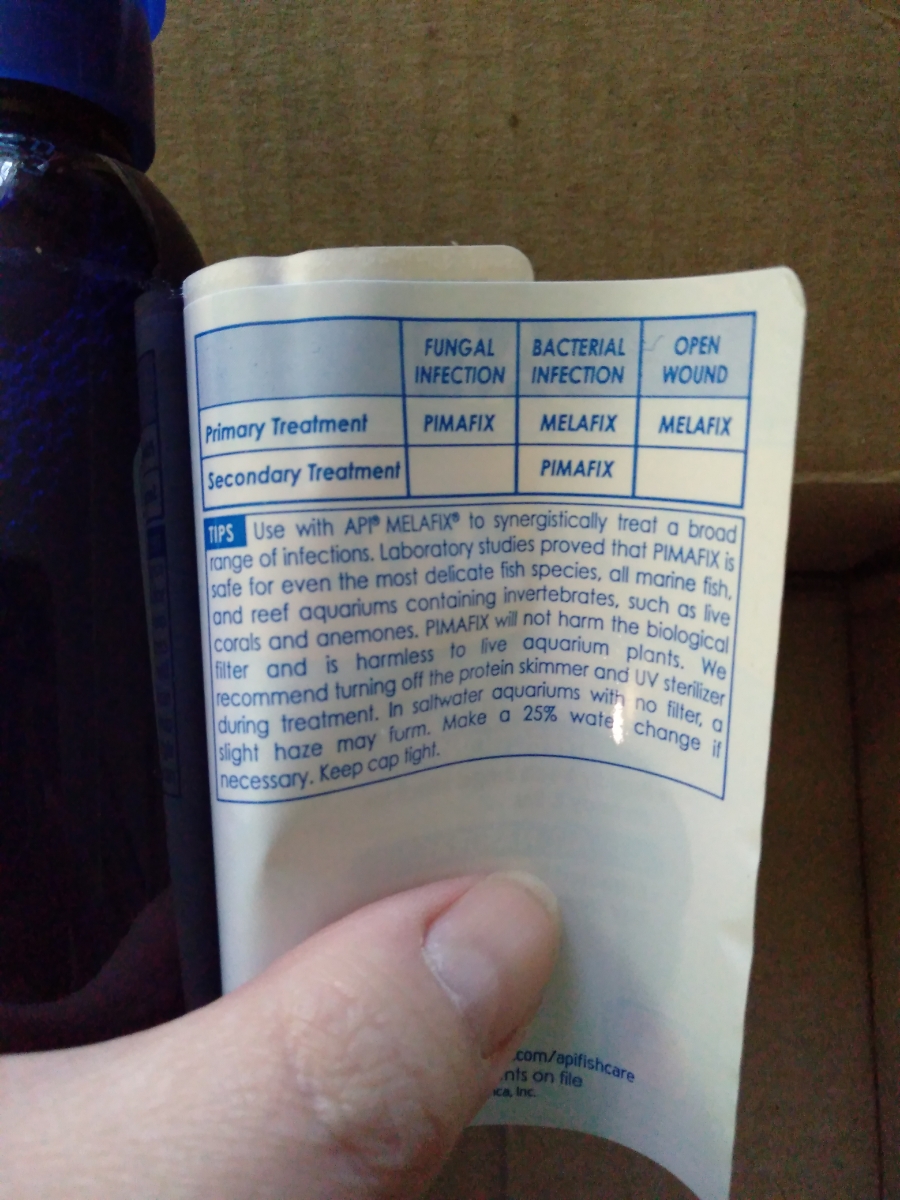 FUNGAL INFECTION BACTERIAL INFECTION OPEN WOUND
Primary Treatment PIMAFIX MELAFIX MELAFIX
Secondary Treatment PIMAFIX
TIPS Use with API® MELAFIX® to synergistically treat a broad
range of infections. Laboratory studies proved that PIMAFIX is
safe for even the most delicate fish species, all marine fish,
and reef aquariums containing invertebrates, such as live
corals and anemones. PIMAFIX will not harm the biological
filter and is harmless to live aquarium plants. We
recommend turning off the protein skimmer and UV sterilizer
during treatment. In saltwater aquariums with no filter, a
slight haze may form. Make a 25% water change if
necessary. Keep cap tight.
.com/apifishcare
on file
Inc.